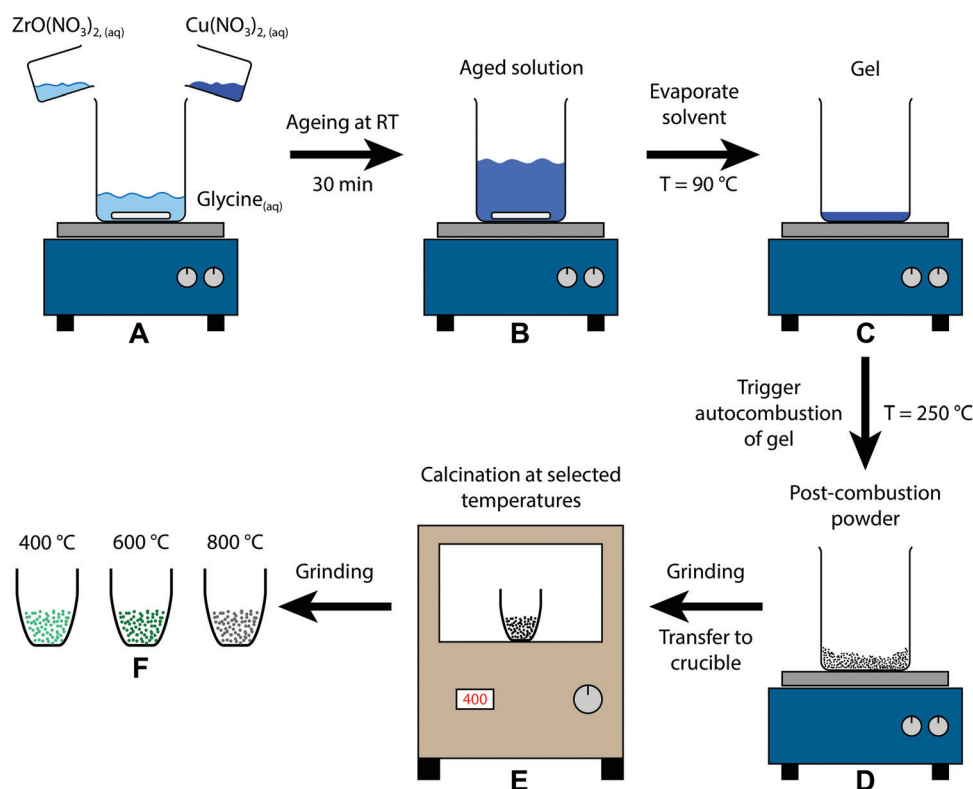 ZrO(NO₃)₂, (aq)
Cu(NO₃)₂, (aq)
Glycine(aq)
A
Ageing at RT
30 min
Aged solution
B
Evaporate
solvent
T = 90 °C
Gel
C
Trigger
autocombustion
of gel
T = 250 °C
Post-combustion
powder
D
Grinding
Transfer to
crucible
Calcination at selected
temperatures
400
E
Grinding
400 °C
600 °C
800 °C
F